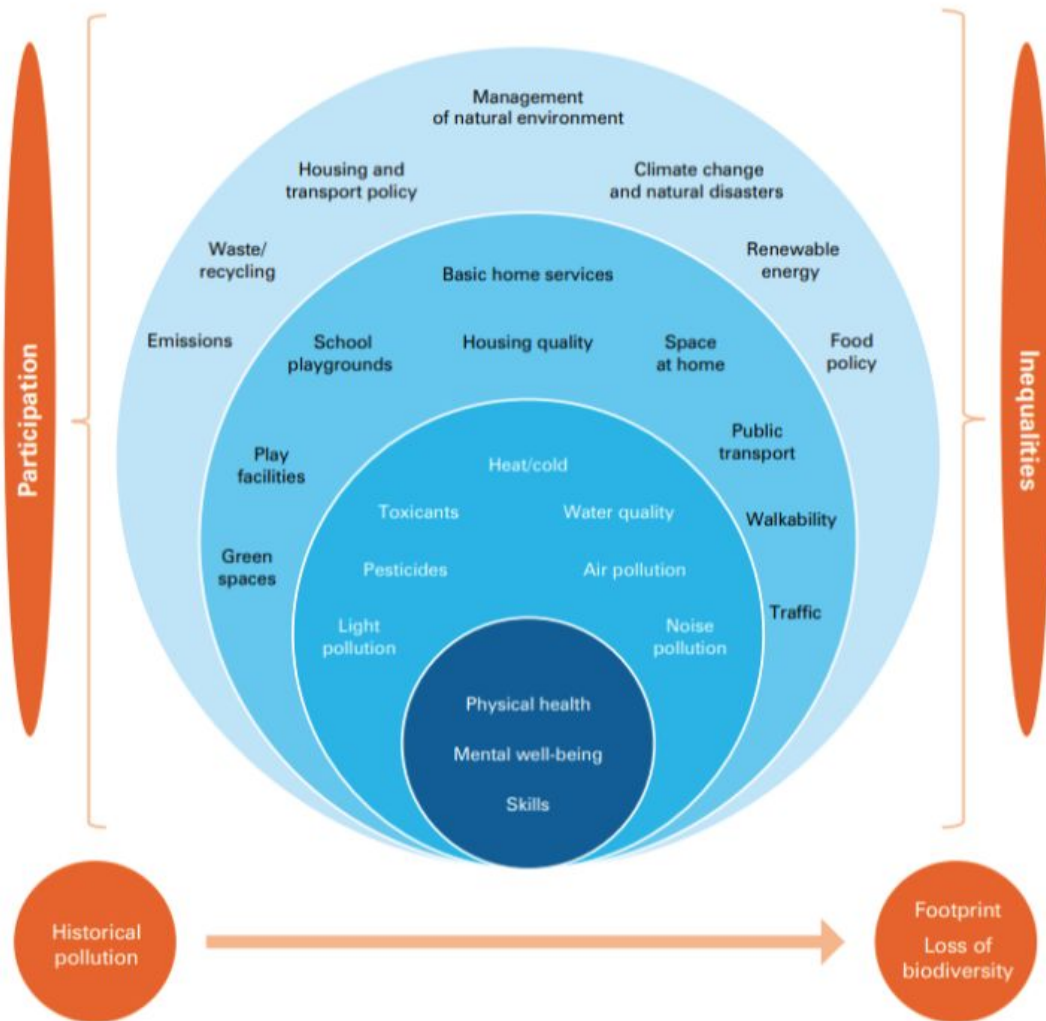 Management
of natural environment
Housing and
transport policy
Climate change
and natural disasters
Waste/
recycling
Renewable
energy
Emissions
Food
policy
Basic home services
School
playgrounds
Housing quality
Space
at home
Play
facilities
Public
transport
Green
spaces
Walkability
Traffic
Heat/cold
Toxicants
Water quality
Pesticides
Air pollution
Light
pollution
Noise
pollution
Physical health
Mental well-being
Skills
Participation
Inequalities
Historical
pollution
Footprint
Loss of
biodiversity